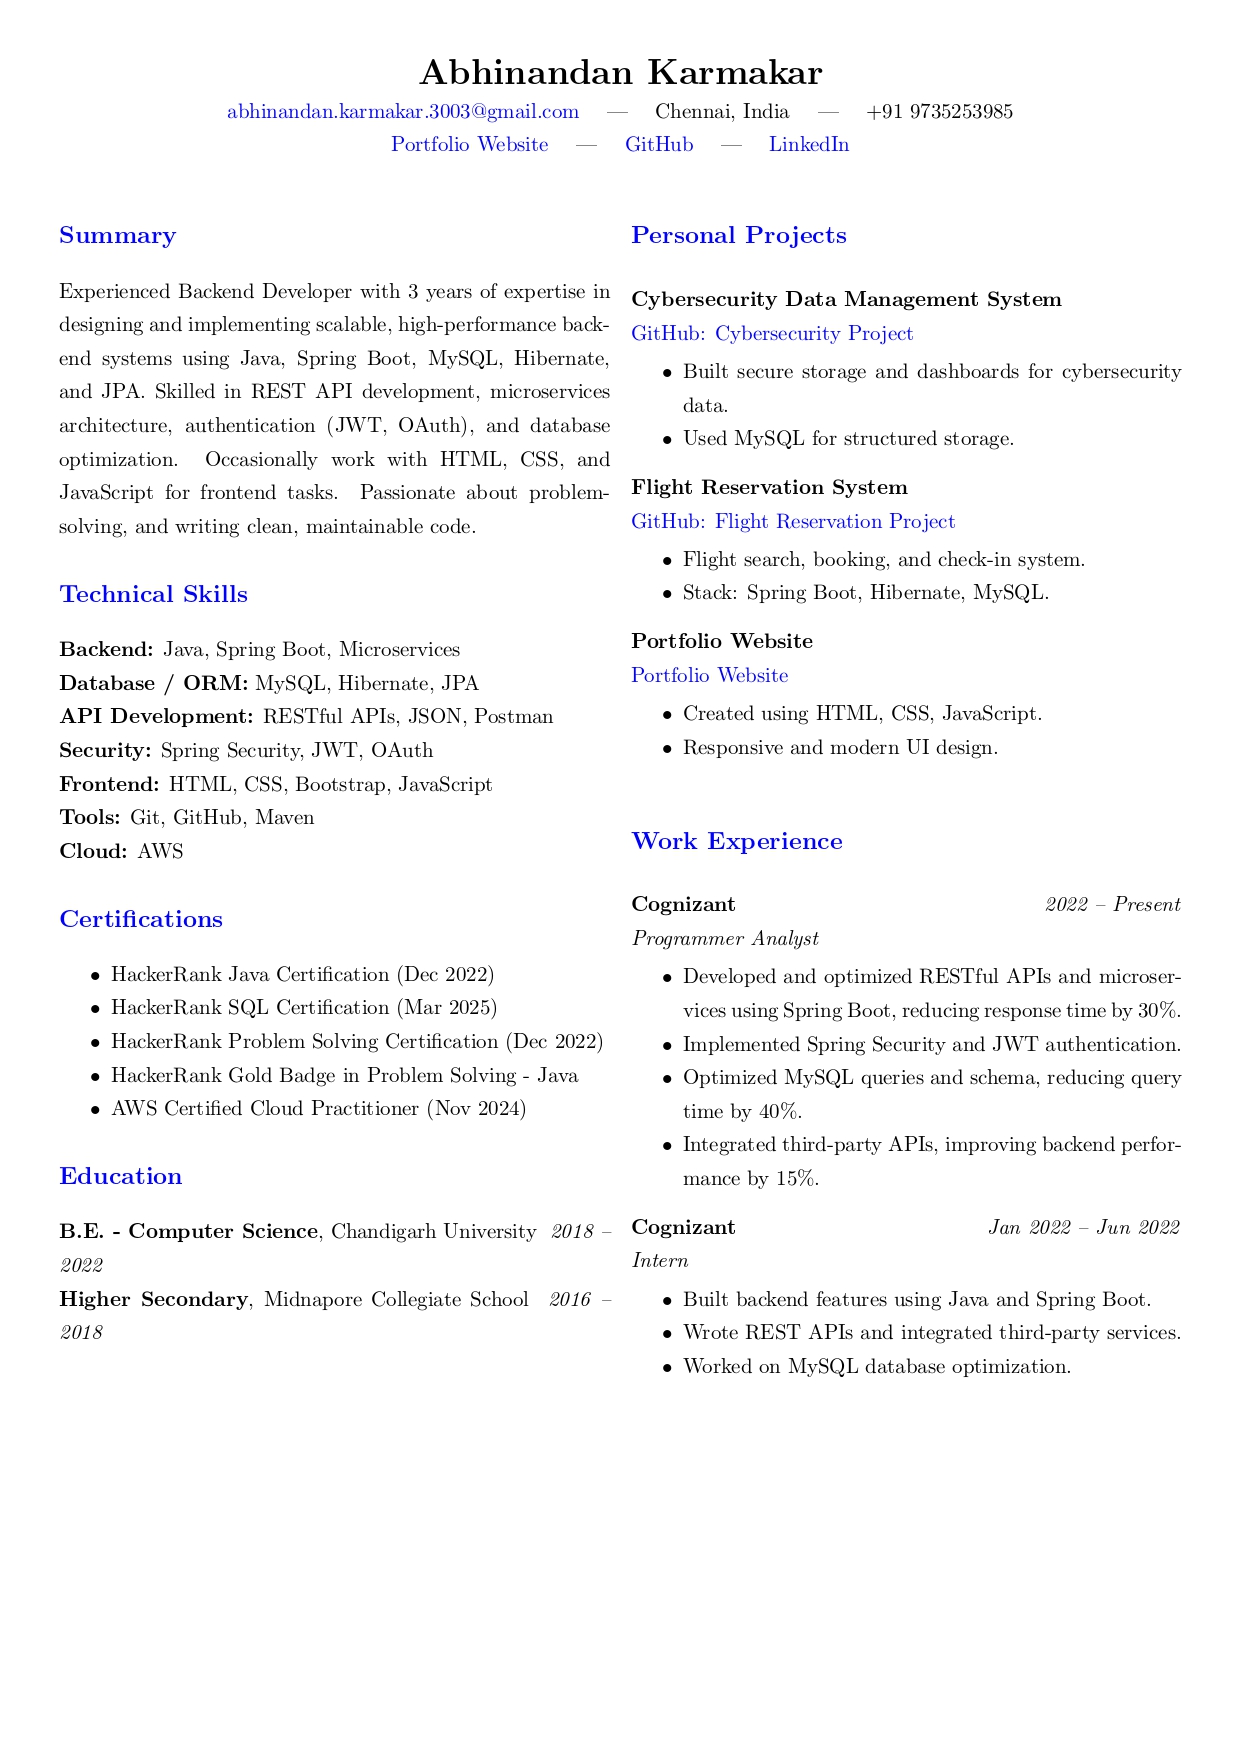 Abhinandan Karmakar
abhinandan.karmakar.3003@gmail.com — Chennai, India — +91 9735253985
Portfolio Website — GitHub — LinkedIn
Summary
Experienced Backend Developer with 3 years of expertise in
designing and implementing scalable, high-performance back-
end systems using Java, Spring Boot, MySQL, Hibernate,
and JPA. Skilled in REST API development, microservices
architecture, authentication (JWT, OAuth), and database
optimization. Occasionally work with HTML, CSS, and
JavaScript for frontend tasks. Passionate about problem-
solving, and writing clean, maintainable code.
Technical Skills
Backend: Java, Spring Boot, Microservices
Database / ORM: MySQL, Hibernate, JPA
API Development: RESTful APIs, JSON, Postman
Security: Spring Security, JWT, OAuth
Frontend: HTML, CSS, Bootstrap, JavaScript
Tools: Git, GitHub, Maven
Cloud: AWS
Certifications
• HackerRank Java Certification (Dec 2022)
• HackerRank SQL Certification (Mar 2025)
• HackerRank Problem Solving Certification (Dec 2022)
• HackerRank Gold Badge in Problem Solving - Java
• AWS Certified Cloud Practitioner (Nov 2024)
Education
B.E. - Computer Science, Chandigarh University 2018 –
2022
Higher Secondary, Midnapore Collegiate School 2016 –
2018
Personal Projects
Cybersecurity Data Management System
GitHub: Cybersecurity Project
• Built secure storage and dashboards for cybersecurity
data.
• Used MySQL for structured storage.
Flight Reservation System
GitHub: Flight Reservation Project
• Flight search, booking, and check-in system.
• Stack: Spring Boot, Hibernate, MySQL.
Portfolio Website
Portfolio Website
• Created using HTML, CSS, JavaScript.
• Responsive and modern UI design.
Work Experience
Cognizant 2022 – Present
Programmer Analyst
• Developed and optimized RESTful APIs and microser-
vices using Spring Boot, reducing response time by 30%.
• Implemented Spring Security and JWT authentication.
• Optimized MySQL queries and schema, reducing query
time by 40%.
• Integrated third-party APIs, improving backend perfor-
mance by 15%.
Cognizant Jan 2022 – Jun 2022
Intern
• Built backend features using Java and Spring Boot.
• Wrote REST APIs and integrated third-party services.
• Worked on MySQL database optimization.